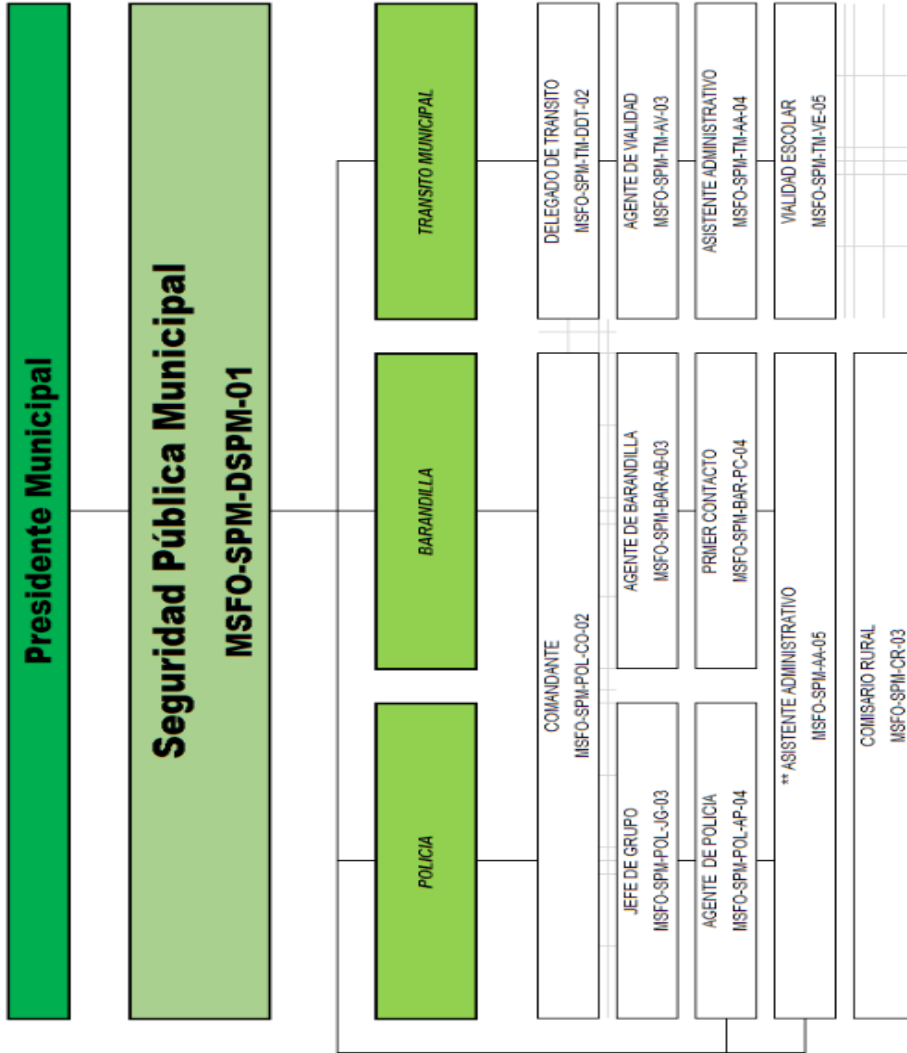 Presidente Municipal
Seguridad Pública Municipal
MSFO-SPM-DSPM-01
POLICIA
BARANDILLA
TRANSITO MUNICIPAL
COMANDANTE
MSFO-SPM-POL-CO-02
DELEGADO DE TRANSITO
MSFO-SPM-TM-DDT-02
JEFE DE GRUPO
MSFO-SPM-POL-JG-03
AGENTE DE BARANDILLA
MSFO-SPM-BAR-AB-03
AGENTE DE VIALIDAD
MSFO-SPM-TM-AV-03
AGENTE DE POLICIA
MSFO-SPM-POL-AP-04
PRMER CONTACTO
MSFO-SPM-BAR-PC-04
ASISTENTE ADMINISTRATIVO
MSFO-SPM-TM-AA-04
** ASISTENTE ADMINISTRATIVO
MSFO-SPM-AA-05
VIALIDAD ESCOLAR
MSFO-SPM-TM-VE-05
COMISARIO RURAL
MSFO-SPM-CR-03